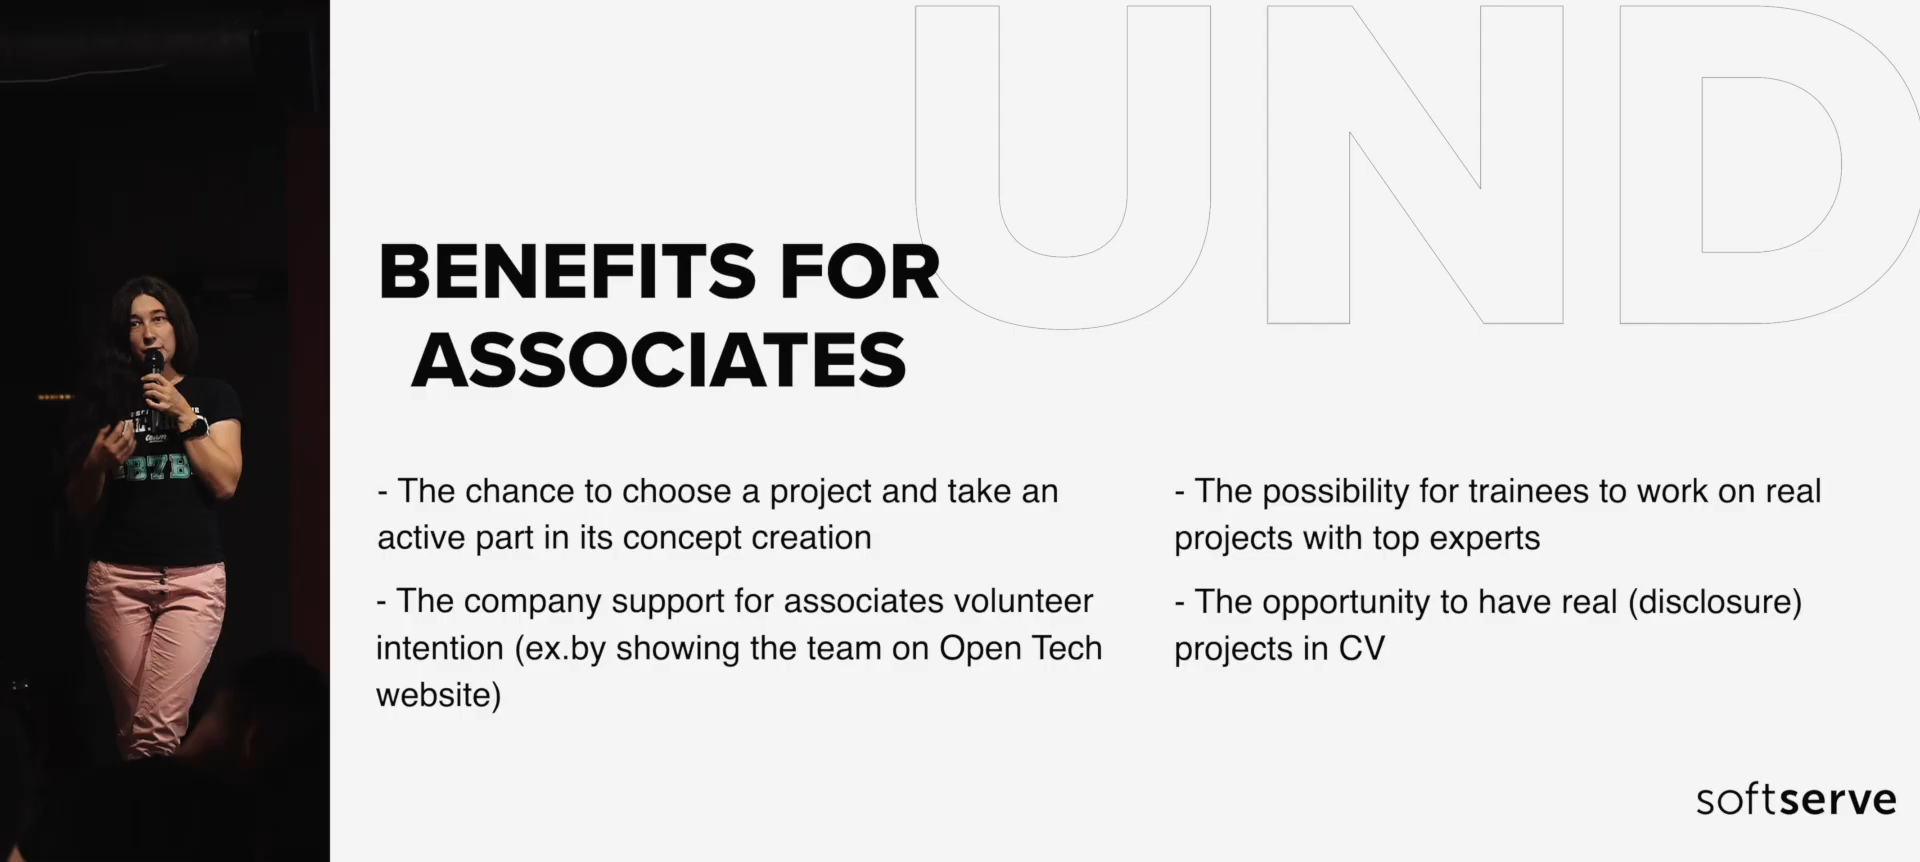 UND
BENEFITS FOR
ASSOCIATES
- The chance to choose a project and take an
active part in its concept creation
- The company support for associates volunteer
intention (ex.by showing the team on Open Tech
website)
- The possibility for trainees to work on real
projects with top experts
- The opportunity to have real (disclosure)
projects in CV
softserve